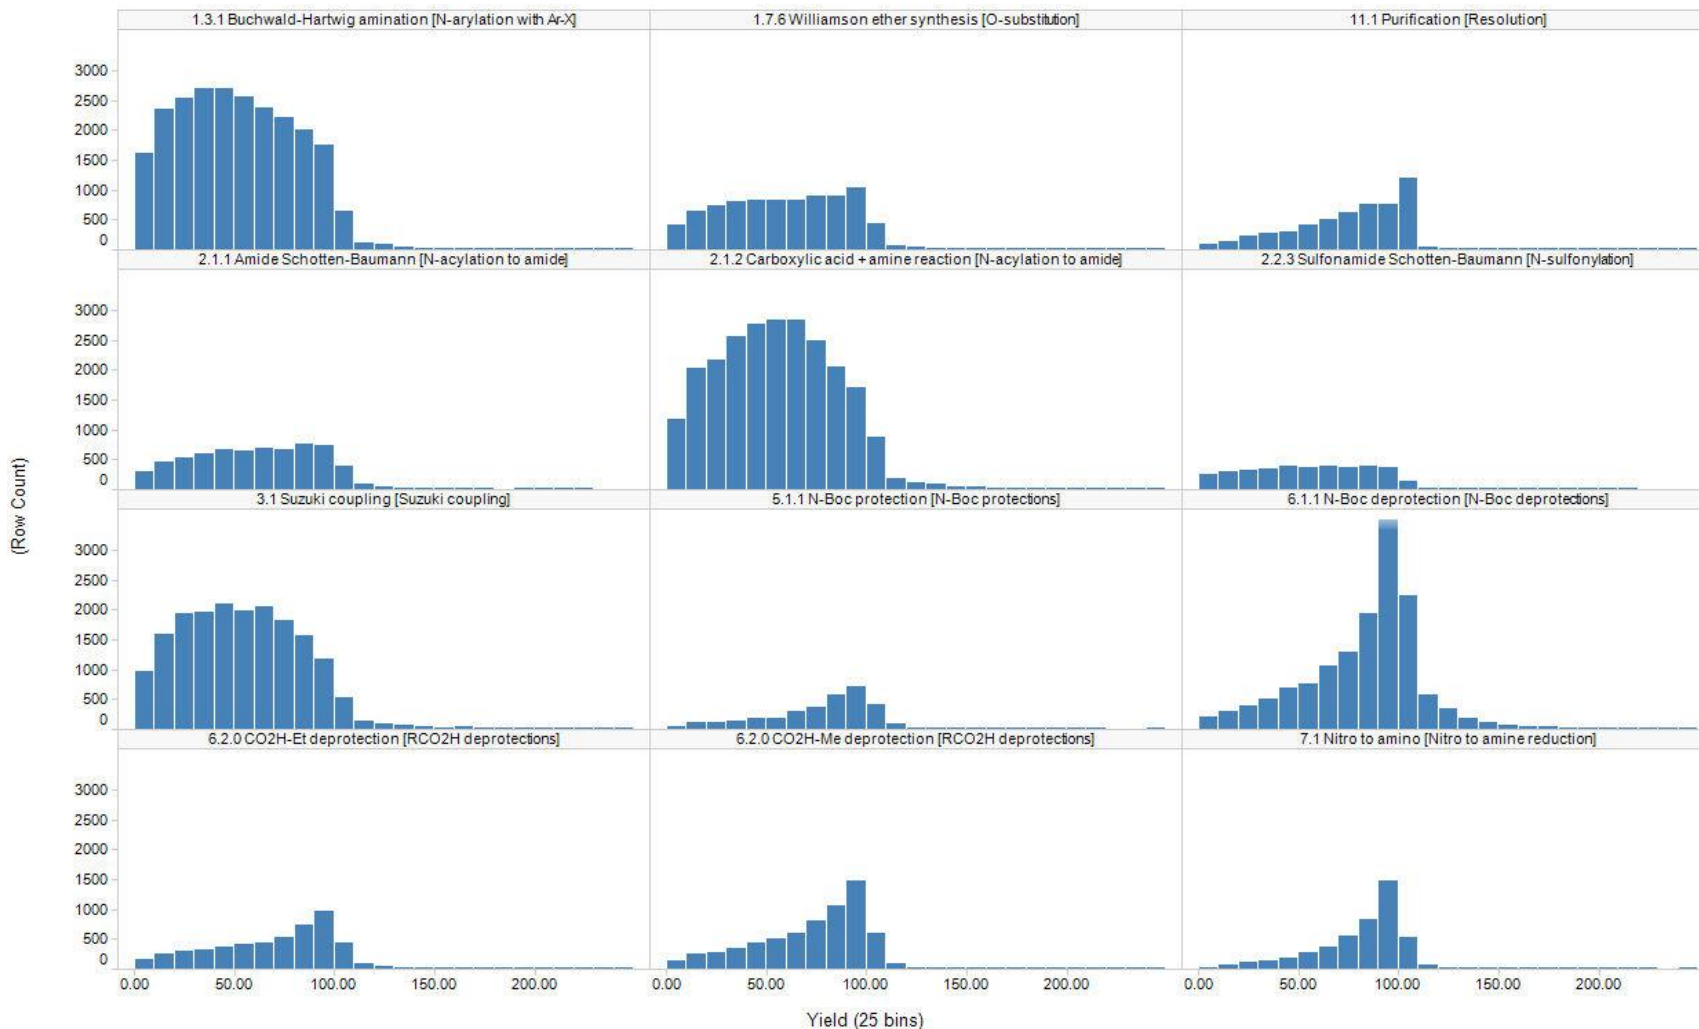 1.3.1 Buchwald-Hartwig amination [N-arylation with Ar-X]
1.7.6 Williamson ether synthesis [O-substitution]
11.1 Purification [Resolution]
3000
2500
2000
1500
1000
500
0
2.1.1 Amide Schotten-Baumann [N-acylation to amide]
2.1.2 Carboxylic acid + amine reaction [N-acylation to amide]
2.2.3 Sulfonamide Schotten-Baumann [N-sulfonylation]
3000
2500
2000
1500
1000
500
0
(Row Count)
3.1 Suzuki coupling [Suzuki coupling]
5.1.1 N-Boc protection [N-Boc protections]
6.1.1 N-Boc deprotection [N-Boc deprotections]
3000
2500
2000
1500
1000
500
0
6.2.0 CO2H-Et deprotection [RCO2H deprotections]
6.2.0 CO2H-Me deprotection [RCO2H deprotections]
7.1 Nitro to amino [Nitro to amine reduction]
3000
2500
2000
1500
1000
500
0
0.00 50.00 100.00 150.00 200.00
0.00 50.00 100.00 150.00 200.00
0.00 50.00 100.00 150.00 200.00
Yield (25 bins)